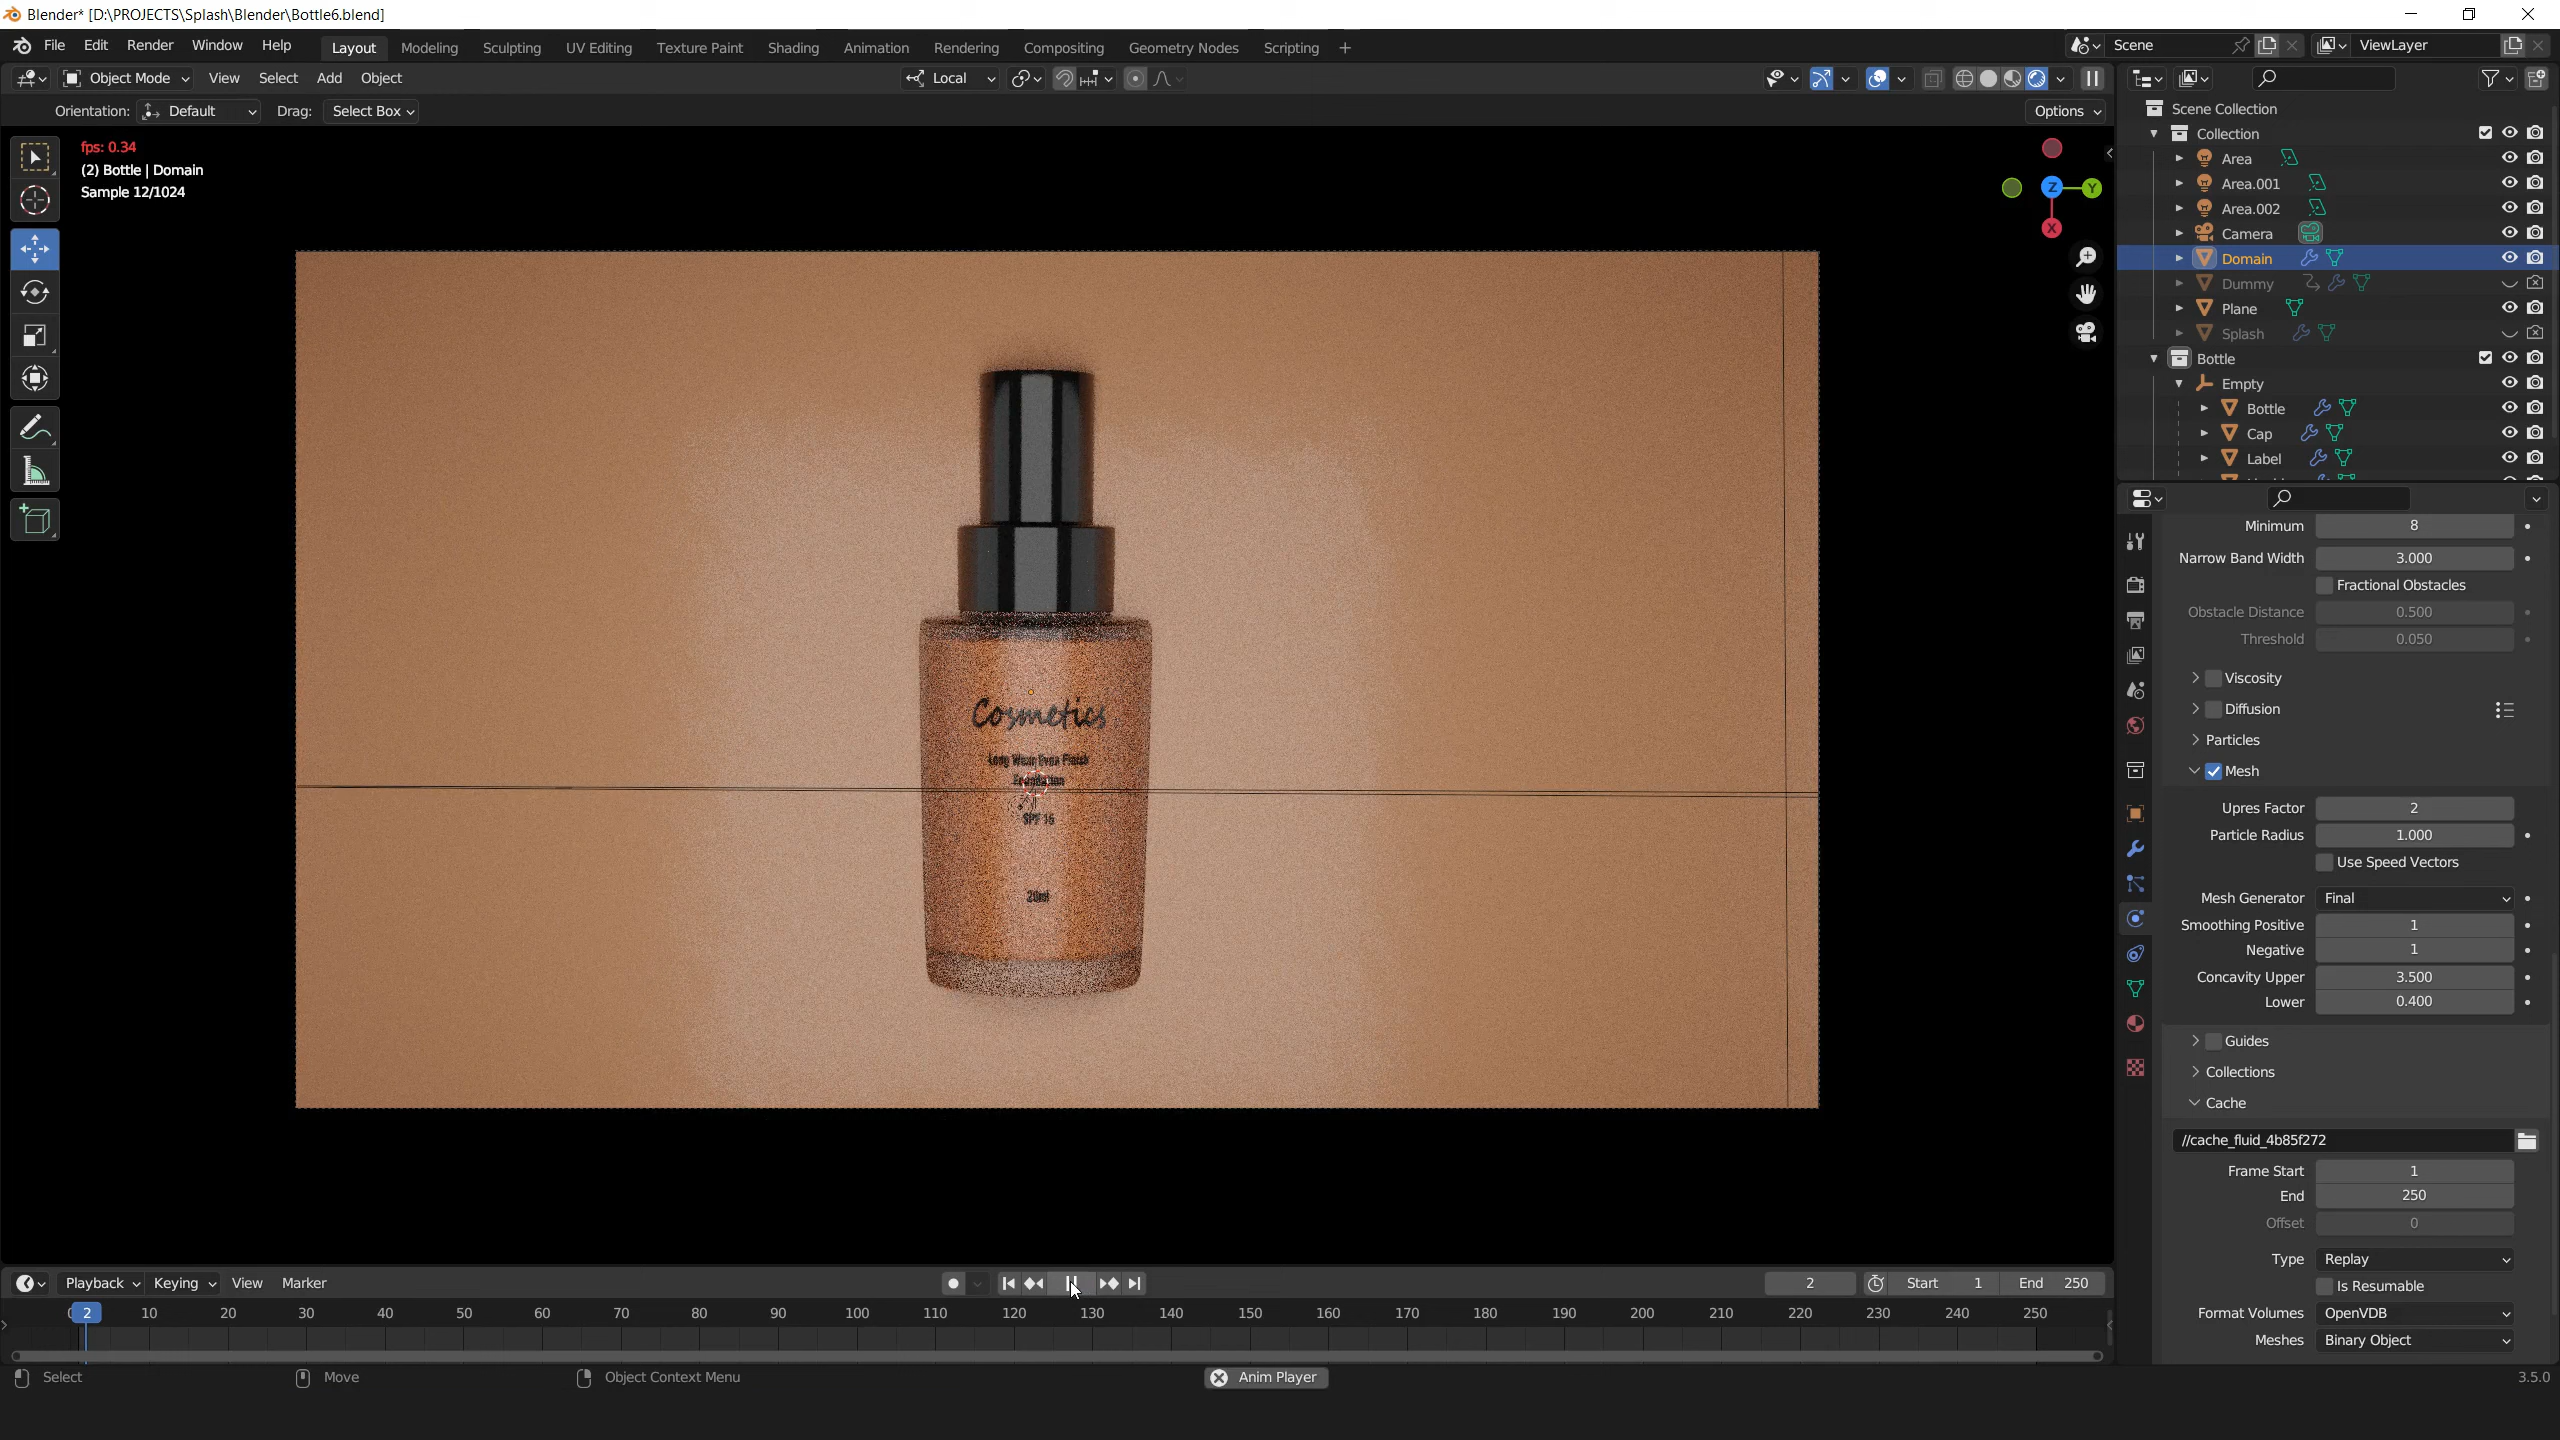 Blender* [D:\PROJECTS\Splash\Blender\Bottle6.blend]
File Edit Render Window Help Layout Modeling Sculpting UV Editing Texture Paint Shading Animation Rendering Compositing Geometry Nodes Scripting + Scene ViewLayer
Object Mode View Select Add Object Local
Orientation: Default Drag: Select Box Options
fps: 0.34
(2) Bottle | Domain
Sample 12/1024
Z Y
X
Cosmetics
Long Wear Even Finish
Foundation
SPF 15
20ml
Scene Collection
Collection
Area
Area.001
Area.002
Camera
Domain
Dummy
Plane
Splash
Bottle
Empty
Bottle
Cap
Label
Minimum 8
Narrow Band Width 3.000
Fractional Obstacles
Obstacle Distance 0.500
Threshold 0.050
Viscosity
Diffusion
Particles
Mesh
Upres Factor 2
Particle Radius 1.000
Use Speed Vectors
Mesh Generator Final
Smoothing Positive 1
Negative 1
Concavity Upper 3.500
Lower 0.400
Guides
Collections
Cache
//cache_fluid_4b85f272
Frame Start 1
End 250
Offset 0
Type Replay
Is Resumable
Format Volumes OpenVDB
Meshes Binary Object
Playback Keying View Marker 2 Start 1 End 250
2 10 20 30 40 50 60 70 80 90 100 110 120 130 140 150 160 170 180 190 200 210 220 230 240 250
Select Move Object Context Menu Anim Player 3.5.0